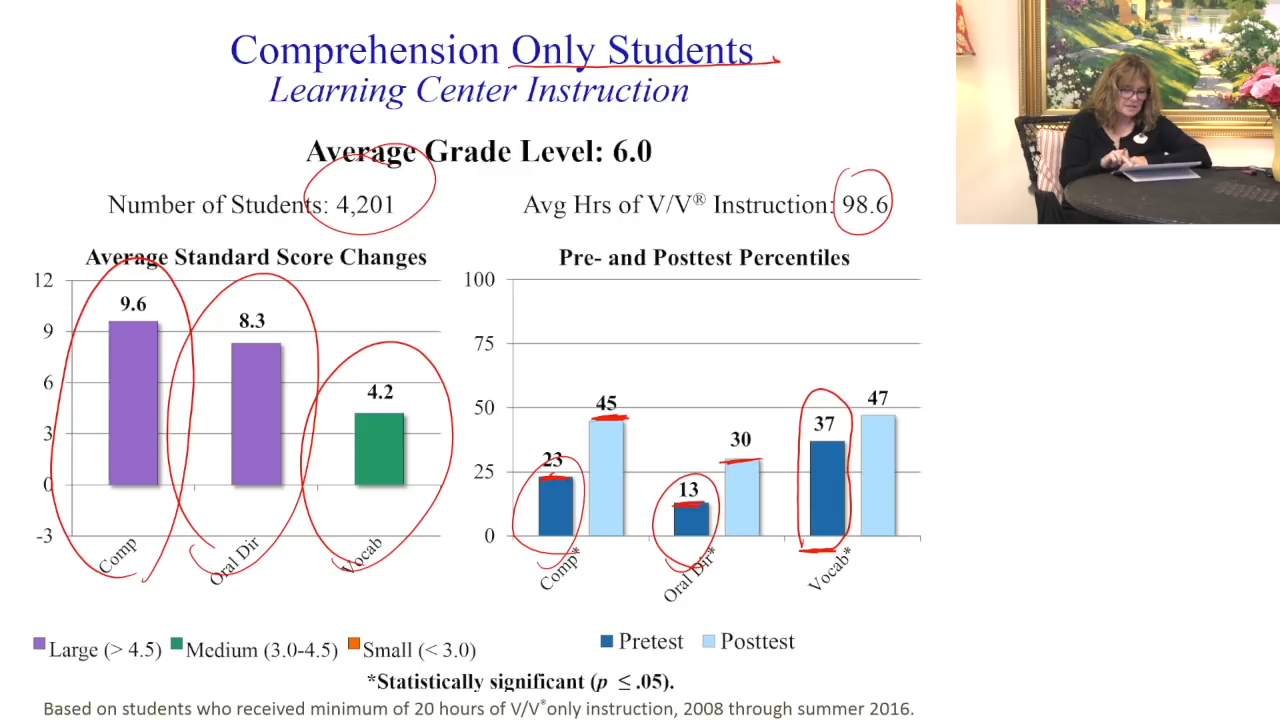 Comprehension Only Students
Learning Center Instruction
Average Grade Level: 6.0
Number of Students: 4,201
Avg Hrs of V/V® Instruction: 98.6
Average Standard Score Changes
12
9
6
3
0
-3
9.6
8.3
4.2
Comp
Oral Dir
Vocab
Large (> 4.5)
Medium (3.0-4.5)
Small (< 3.0)
Pre- and Posttest Percentiles
100
75
50
25
0
23
45
13
30
37
47
Comp*
Oral Dir*
Vocab*
Pretest
Posttest
*Statistically significant (p ≤ .05).
Based on students who received minimum of 20 hours of V/V®only instruction, 2008 through summer 2016.